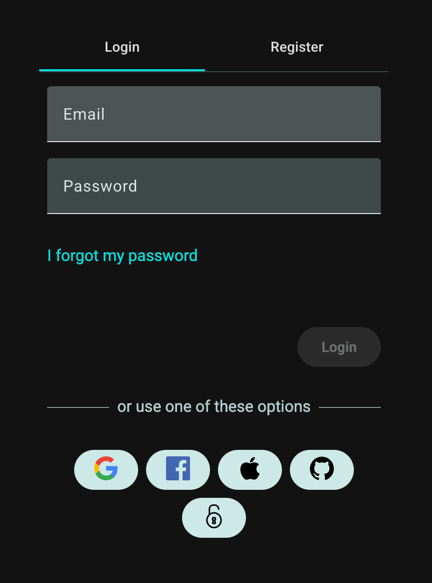 Login
Register
Email
Password
I forgot my password
Login
or use one of these options